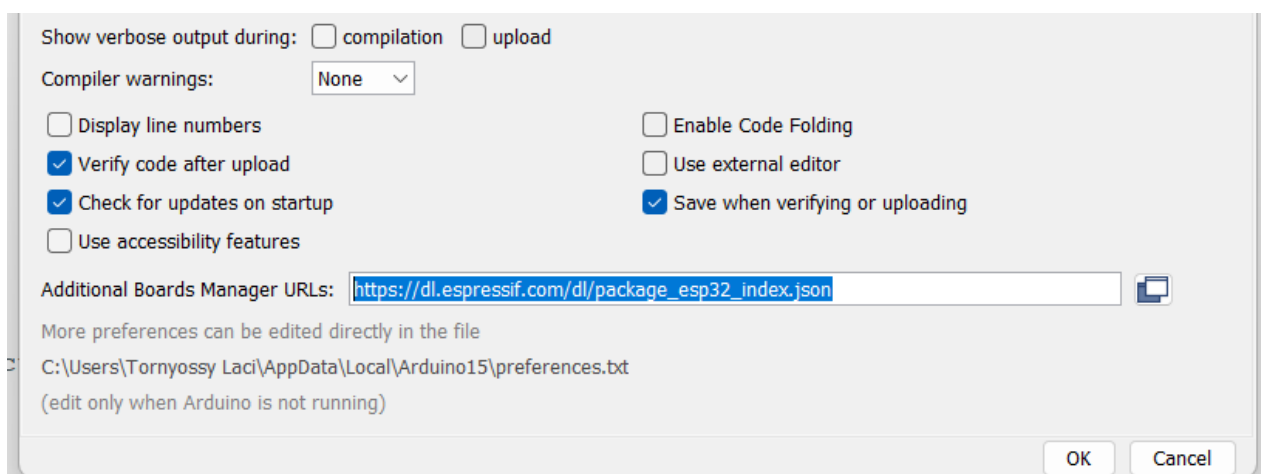 Show verbose output during: compilation upload
Compiler warnings: None
Display line numbers Enable Code Folding
Verify code after upload Use external editor
Check for updates on startup Save when verifying or uploading
Use accessibility features
Additional Boards Manager URLs: https://dl.espressif.com/dl/package_esp32_index.json
More preferences can be edited directly in the file
C:\Users\Tornyossy Laci\AppData\Local\Arduino15\preferences.txt
(edit only when Arduino is not running)
OK Cancel